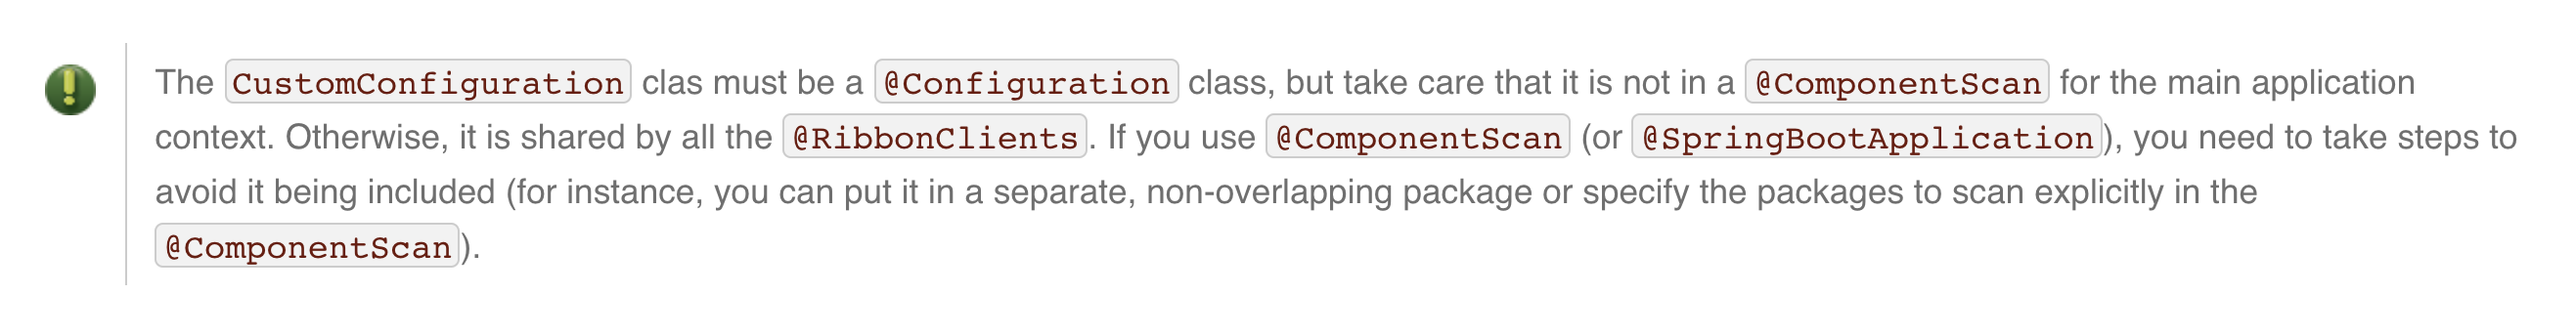 The CustomConfiguration clas must be a @Configuration class, but take care that it is not in a @ComponentScan for the main application
context. Otherwise, it is shared by all the @RibbonClients. If you use @ComponentScan (or @SpringBootApplication), you need to take steps to
avoid it being included (for instance, you can put it in a separate, non-overlapping package or specify the packages to scan explicitly in the
@ComponentScan).